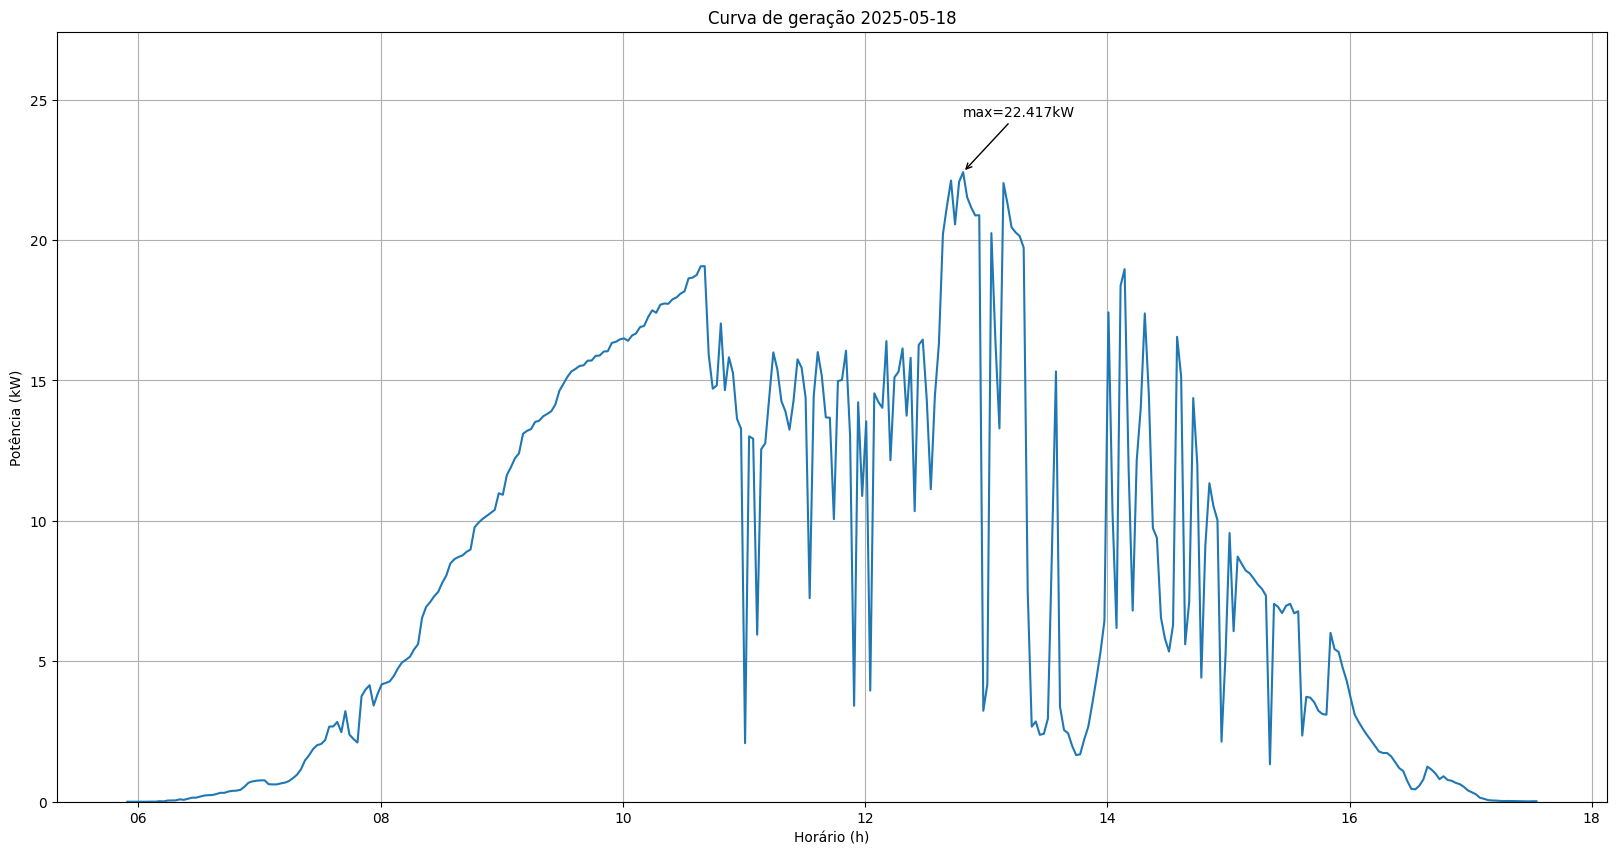 Curva de geração 2025-05-18
25
max=22.417kW
20
15
Potência (kW)
10
5
0
06 08 10 12 14 16 18
Horário (h)